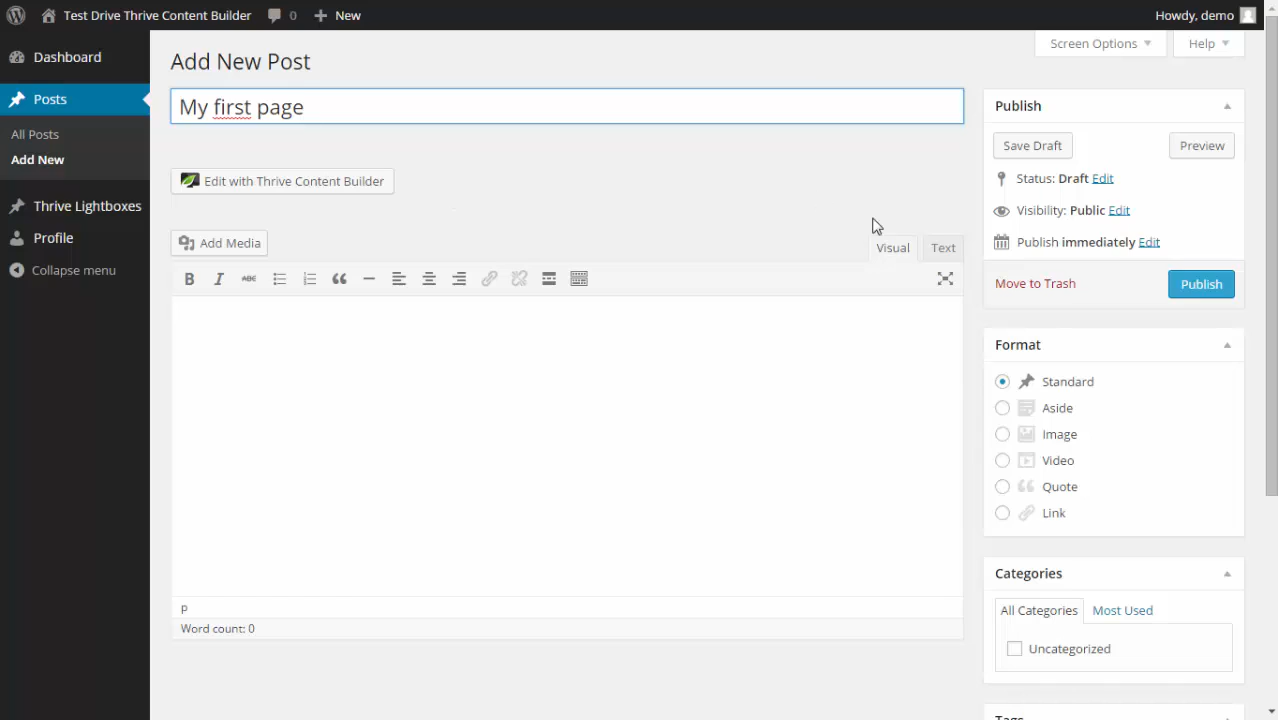 Test Drive Thrive Content Builder 0 New Howdy, demo
Screen Options Help
Dashboard
Posts
All Posts
Add New
Thrive Lightboxes
Profile
Collapse menu
Add New Post
My first page
Edit with Thrive Content Builder
Add Media
Visual Text
B I ABC
p
Word count: 0
Publish
Save Draft Preview
Status: Draft Edit
Visibility: Public Edit
Publish immediately Edit
Move to Trash Publish
Format
Standard
Aside
Image
Video
Quote
Link
Categories
All Categories Most Used
Uncategorized
Tags